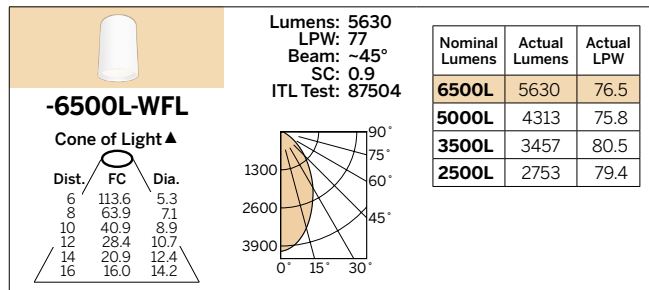 -6500L-WFL
Cone of Light▲
Dist. FC Dia.
6 113.6 5.3
8 63.9 7.1
10 40.9 8.9
12 28.4 10.7
14 20.9 12.4
16 16.0 14.2
Lumens: 5630
LPW: 77
Beam: ~45°
SC: 0.9
ITL Test: 87504
90°
75°
60°
45°
1300
2600
3900
0° 15° 30°
Nominal Lumens Actual Lumens Actual LPW
6500L 5630 76.5
5000L 4313 75.8
3500L 3457 80.5
2500L 2753 79.4